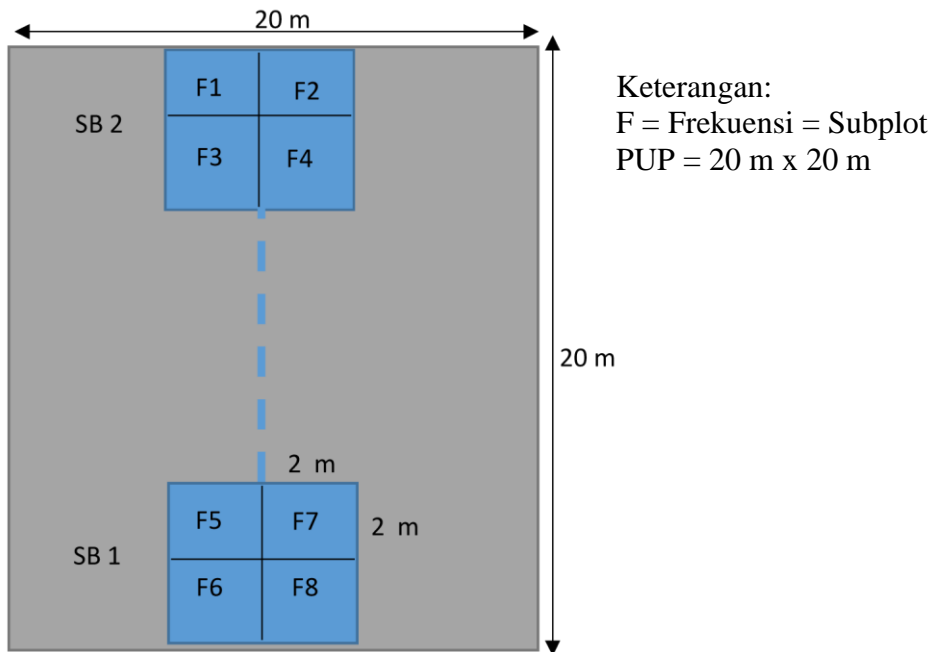 20 m
F1 F2
SB 2
F3 F4
Keterangan:
F = Frekuensi = Subplot
PUP = 20 m x 20 m
20 m
2 m
F5 F7
2 m
SB 1
F6 F8